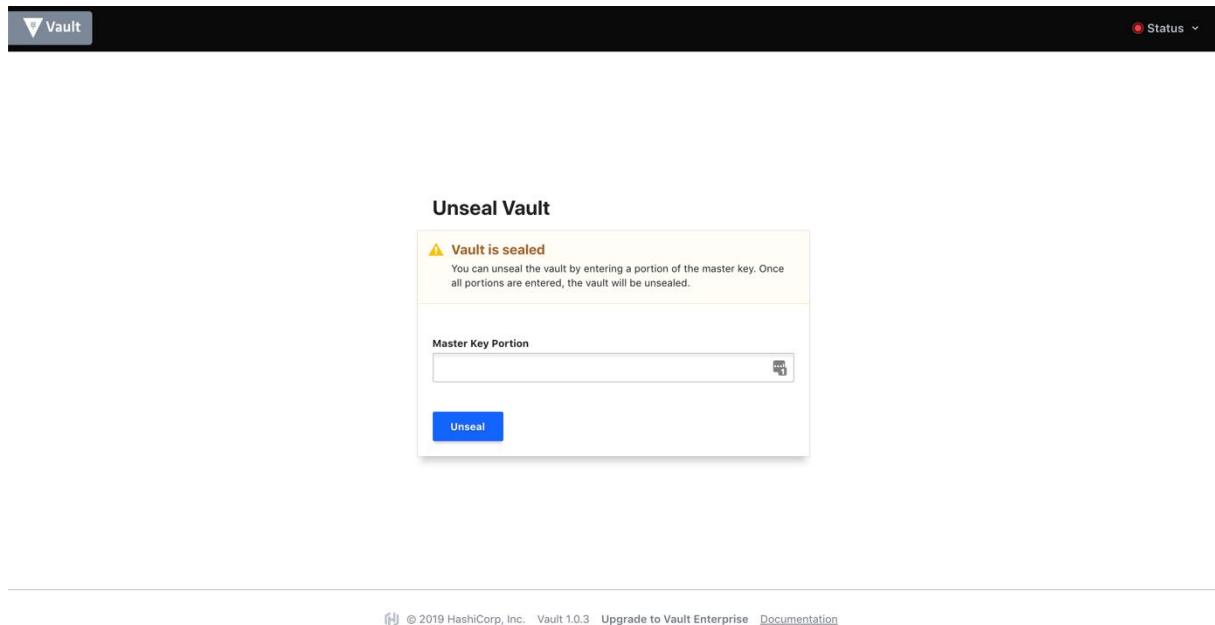 Vault
Status
Unseal Vault
Vault is sealed
You can unseal the vault by entering a portion of the master key. Once
all portions are entered, the vault will be unsealed.
Master Key Portion
Unseal
© 2019 HashiCorp, Inc. Vault 1.0.3 Upgrade to Vault Enterprise Documentation